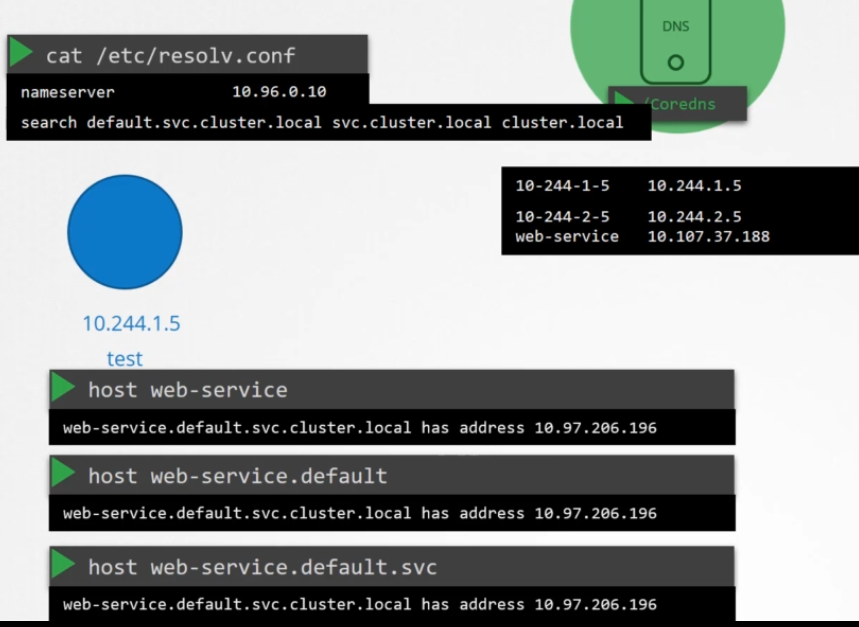 DNS
cat /etc/resolv.conf
nameserver 10.96.0.10
/Coredns
search default.svc.cluster.local svc.cluster.local cluster.local
10-244-1-5 10.244.1.5
10-244-2-5 10.244.2.5
web-service 10.107.37.188
10.244.1.5
test
host web-service
web-service.default.svc.cluster.local has address 10.97.206.196
host web-service.default
web-service.default.svc.cluster.local has address 10.97.206.196
host web-service.default.svc
web-service.default.svc.cluster.local has address 10.97.206.196